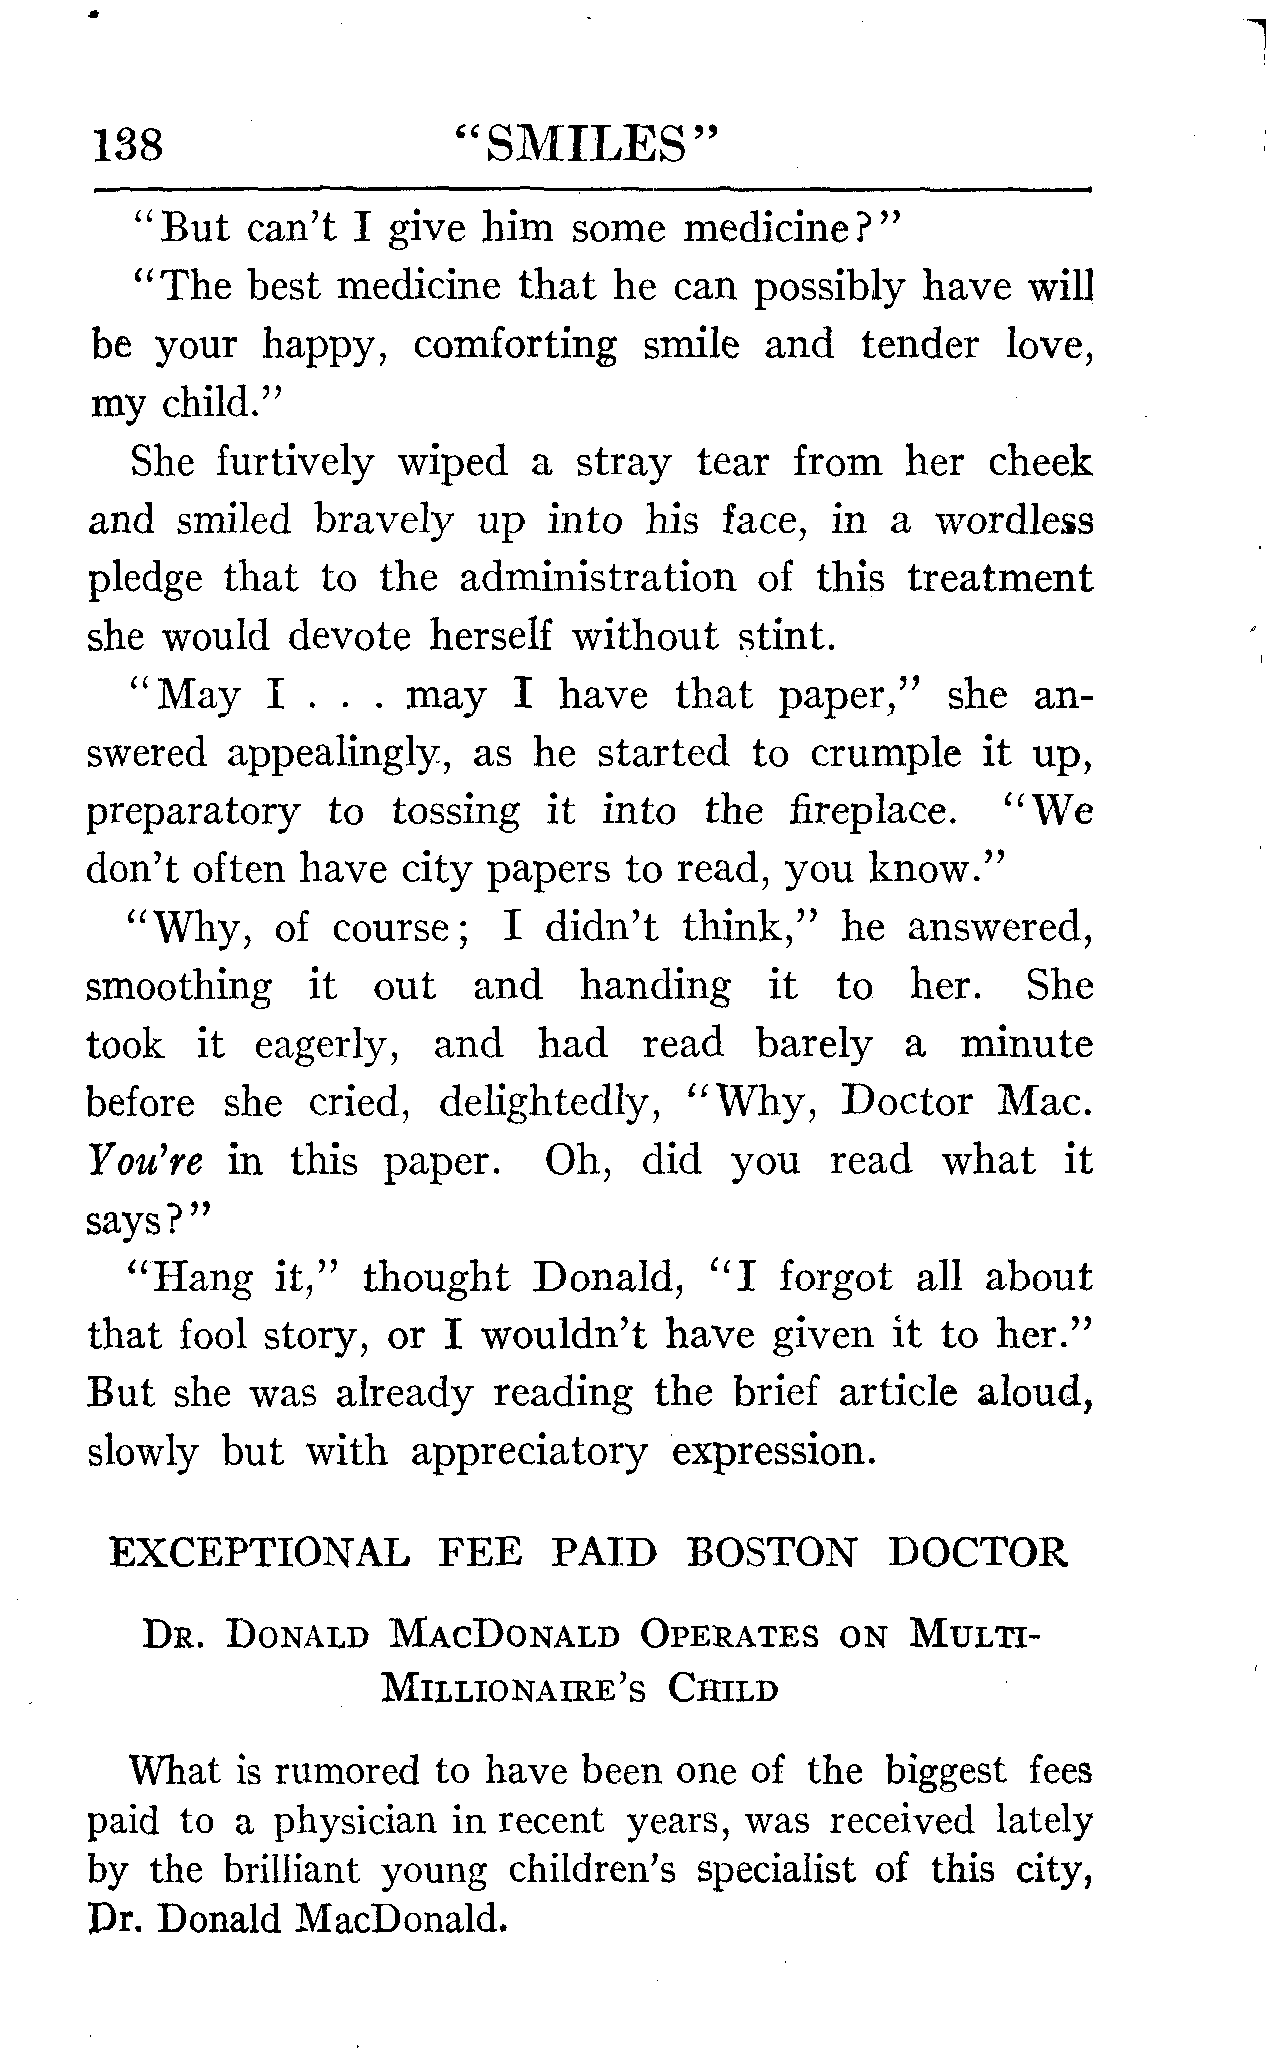 138 "SMILES"
"But can't I give him some medicine?"
"The best medicine that he can possibly have will
be your happy, comforting smile and tender love,
my child."
She furtively wiped a stray tear from her cheek
and smiled bravely up into his face, in a wordless
pledge that to the administration of this treatment
she would devote herself without stint.
"May I . . . may I have that paper," she an-
swered appealingly, as he started to crumple it up,
preparatory to tossing it into the fireplace. "We
don't often have city papers to read, you know."
"Why, of course; I didn't think," he answered,
smoothing it out and handing it to her. She
took it eagerly, and had read barely a minute
before she cried, delightedly, "Why, Doctor Mac.
You're in this paper. Oh, did you read what it
says?"
"Hang it," thought Donald, "I forgot all about
that fool story, or I wouldn't have given it to her."
But she was already reading the brief article aloud,
slowly but with appreciatory expression.
EXCEPTIONAL FEE PAID BOSTON DOCTOR
Dr. Donald MacDonald Operates on Multi-
Millionaire's Child
What is rumored to have been one of the biggest fees
paid to a physician in recent years, was received lately
by the brilliant young children's specialist of this city,
Dr. Donald MacDonald.